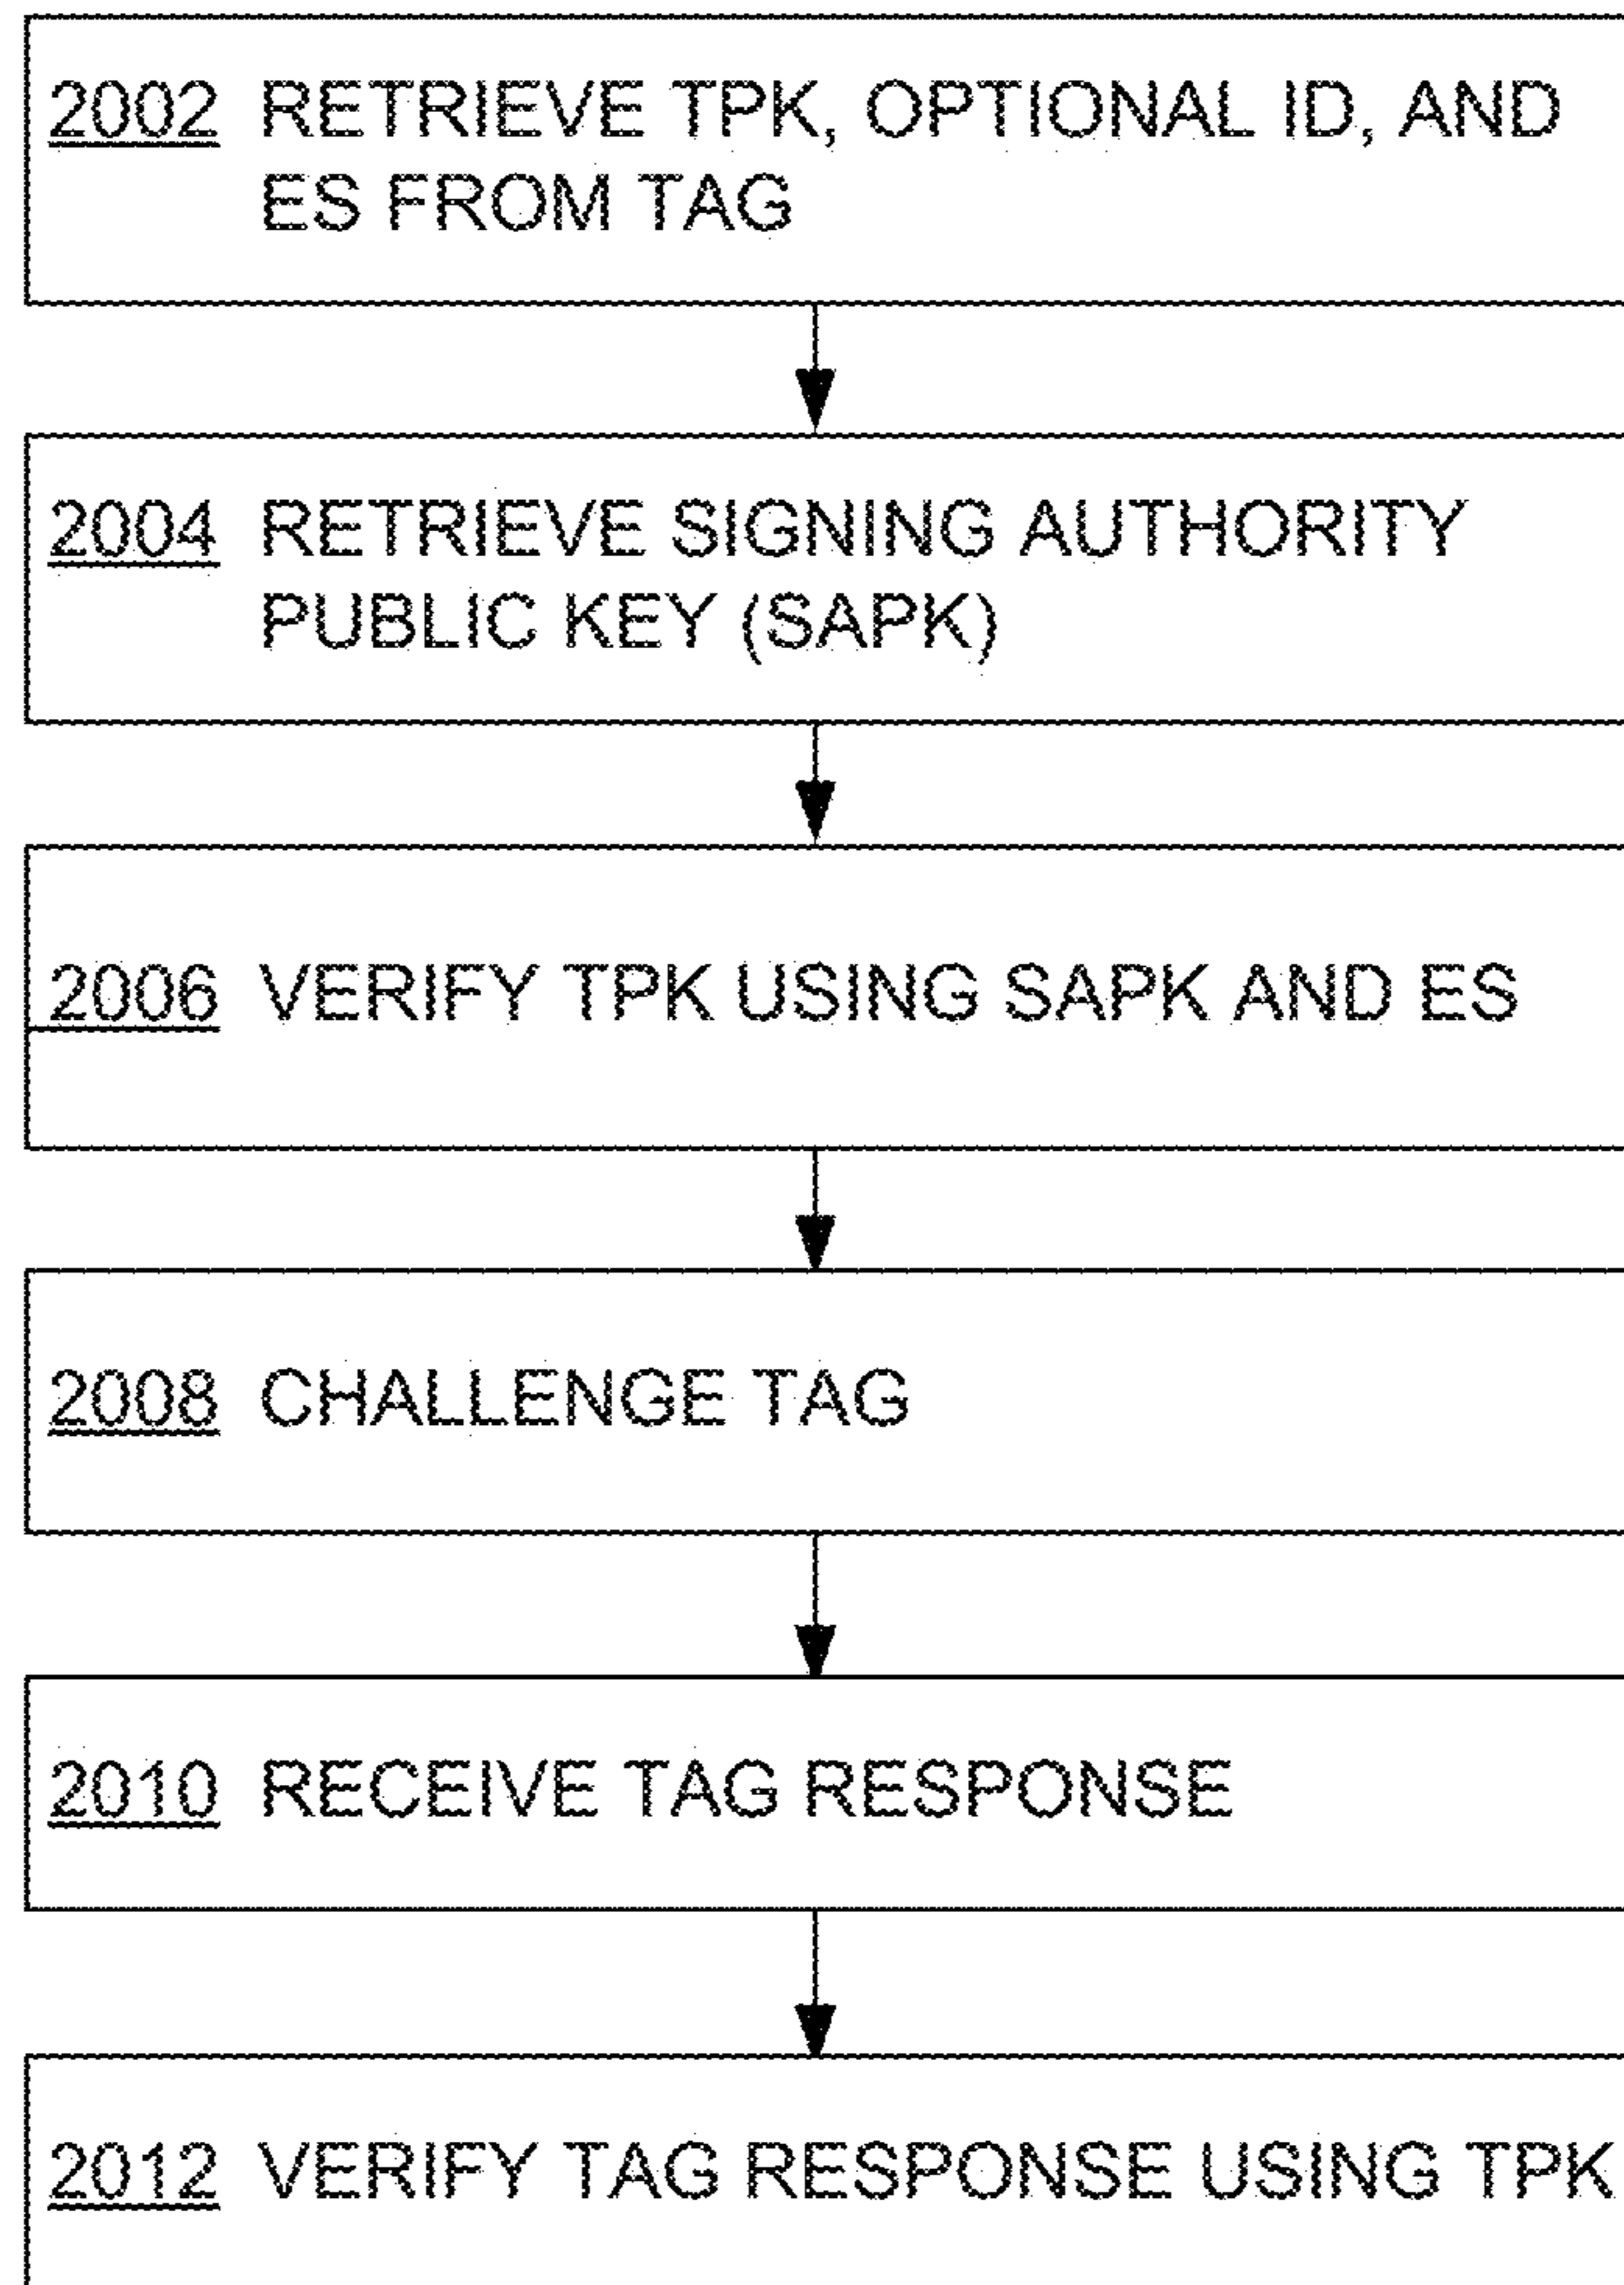 2002 RETRIEVE TPK, OPTIONAL ID, AND
ES FROM TAG
2004 RETRIEVE SIGNING AUTHORITY
PUBLIC KEY (SAPK)
2006 VERIFY TPK USING SAPK AND ES
2008 CHALLENGE TAG
2010 RECEIVE TAG RESPONSE
2012 VERIFY TAG RESPONSE USING TPK